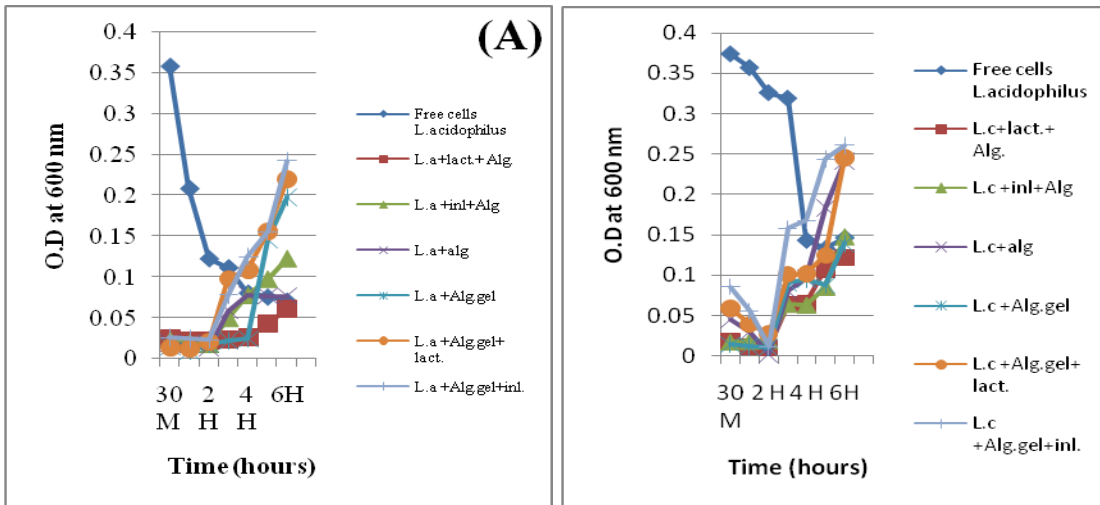 (A)
0.4
0.35
0.3
0.25
0.2
0.15
0.1
0.05
0
O.D at 600 nm
30 M
2 H
4 H
6H
Time (hours)
Free cells
L.acidophilus
L.a+lact.+ Alg.
L.a +inl+Alg
L.a+alg
L.a +Alg.gel
L.a +Alg.gel+
lact.
L.a +Alg.gel+inl.
0.4
0.35
0.3
0.25
0.2
0.15
0.1
0.05
0
O.D at 600 nm
30 M
2 H
4 H
6H
Time (hours)
Free cells
L.acidophilus
L.c+lact.+
Alg.
L.c +inl+Alg
L.c+alg
L.c +Alg.gel
L.c +Alg.gel+
lact.
L.c
+Alg.gel+inl.